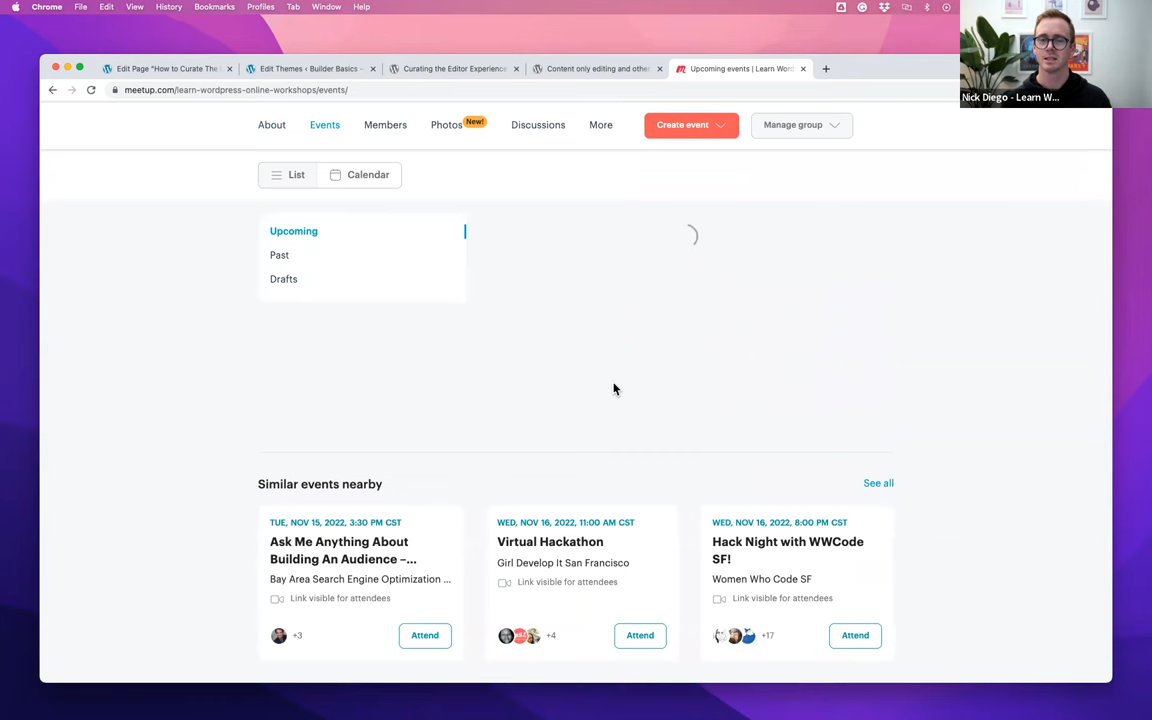 Chrome File Edit View History Bookmarks Profiles Tab Window Help
Edit Page “How to Curate The
Edit Themes ‹ Builder Basics –
Curating the Editor Experience
Content only editing and other
Upcoming events | Learn Word
meetup.com/learn-wordpress-online-workshops/events/
Nick Diego - Learn W...
About
Events
Members
Photos
New!
Discussions
More
Create event
Manage group
List
Calendar
Upcoming
Past
Drafts
Similar events nearby
See all
TUE, NOV 15, 2022, 3:30 PM CST
Ask Me Anything About
Building An Audience –...
Bay Area Search Engine Optimization ...
Link visible for attendees
+3
Attend
WED, NOV 16, 2022, 11:00 AM CST
Virtual Hackathon
Girl Develop It San Francisco
Link visible for attendees
+4
Attend
WED, NOV 16, 2022, 8:00 PM CST
Hack Night with WWCode
SF!
Women Who Code SF
Link visible for attendees
+17
Attend